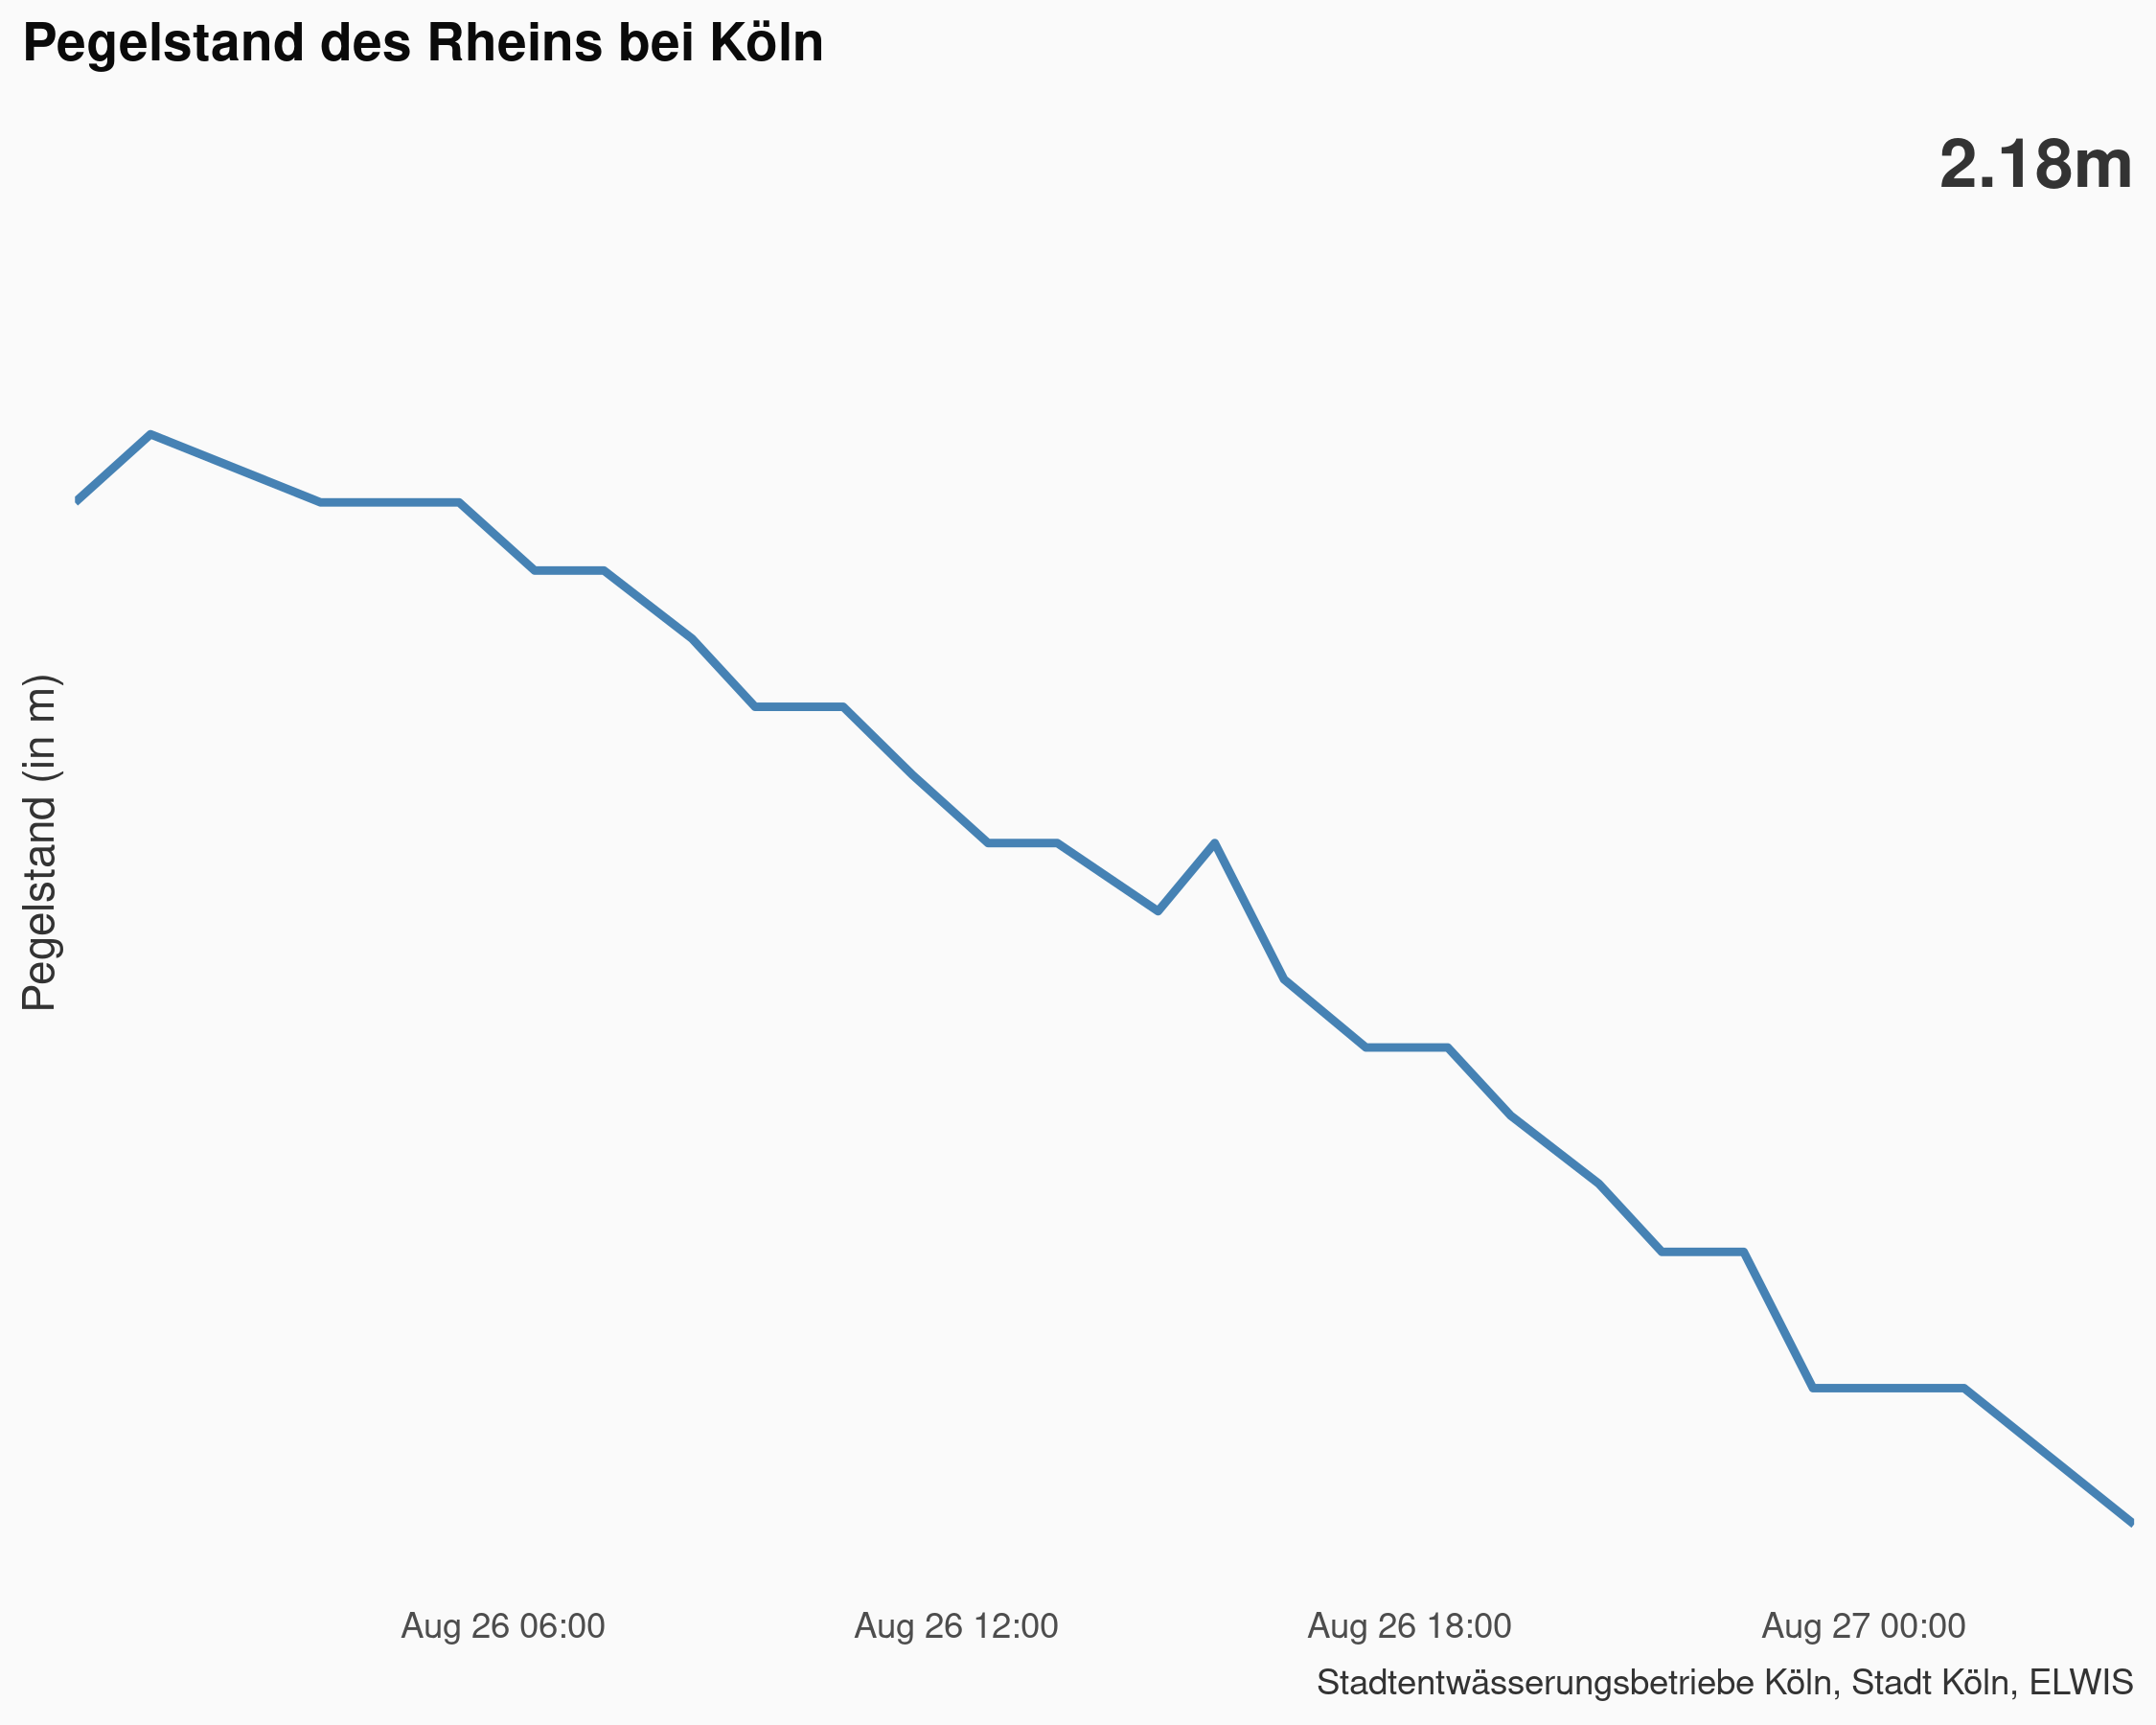 Pegelstand des Rheins bei Köln
2.18m
Pegelstand (in m)
Aug 26 06:00 Aug 26 12:00 Aug 26 18:00 Aug 27 00:00
Stadtentwässerungsbetriebe Köln, Stadt Köln, ELWIS